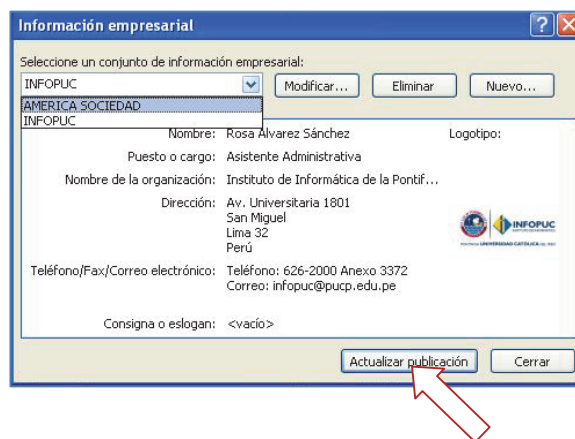 Información empresarial
Seleccione un conjunto de información empresarial:
INFOPUC
Modificar...
Eliminar
Nuevo...
AMERICA SOCIEDAD
INFOPUC
Nombre: Rosa Álvarez Sánchez
Logotipo:
Puesto o cargo: Asistente Administrativa
Nombre de la organización: Instituto de Informática de la Pontif...
Dirección: Av. Universitaria 1801
San Miguel
Lima 32
Perú
INFOPUC
UNIVERSIDAD CATÓLICA
Teléfono/Fax/Correo electrónico: Teléfono: 626-2000 Anexo 3372
Correo: infopuc@pucp.edu.pe
Consigna o eslogan: <vacío>
Actualizar publicación
Cerrar